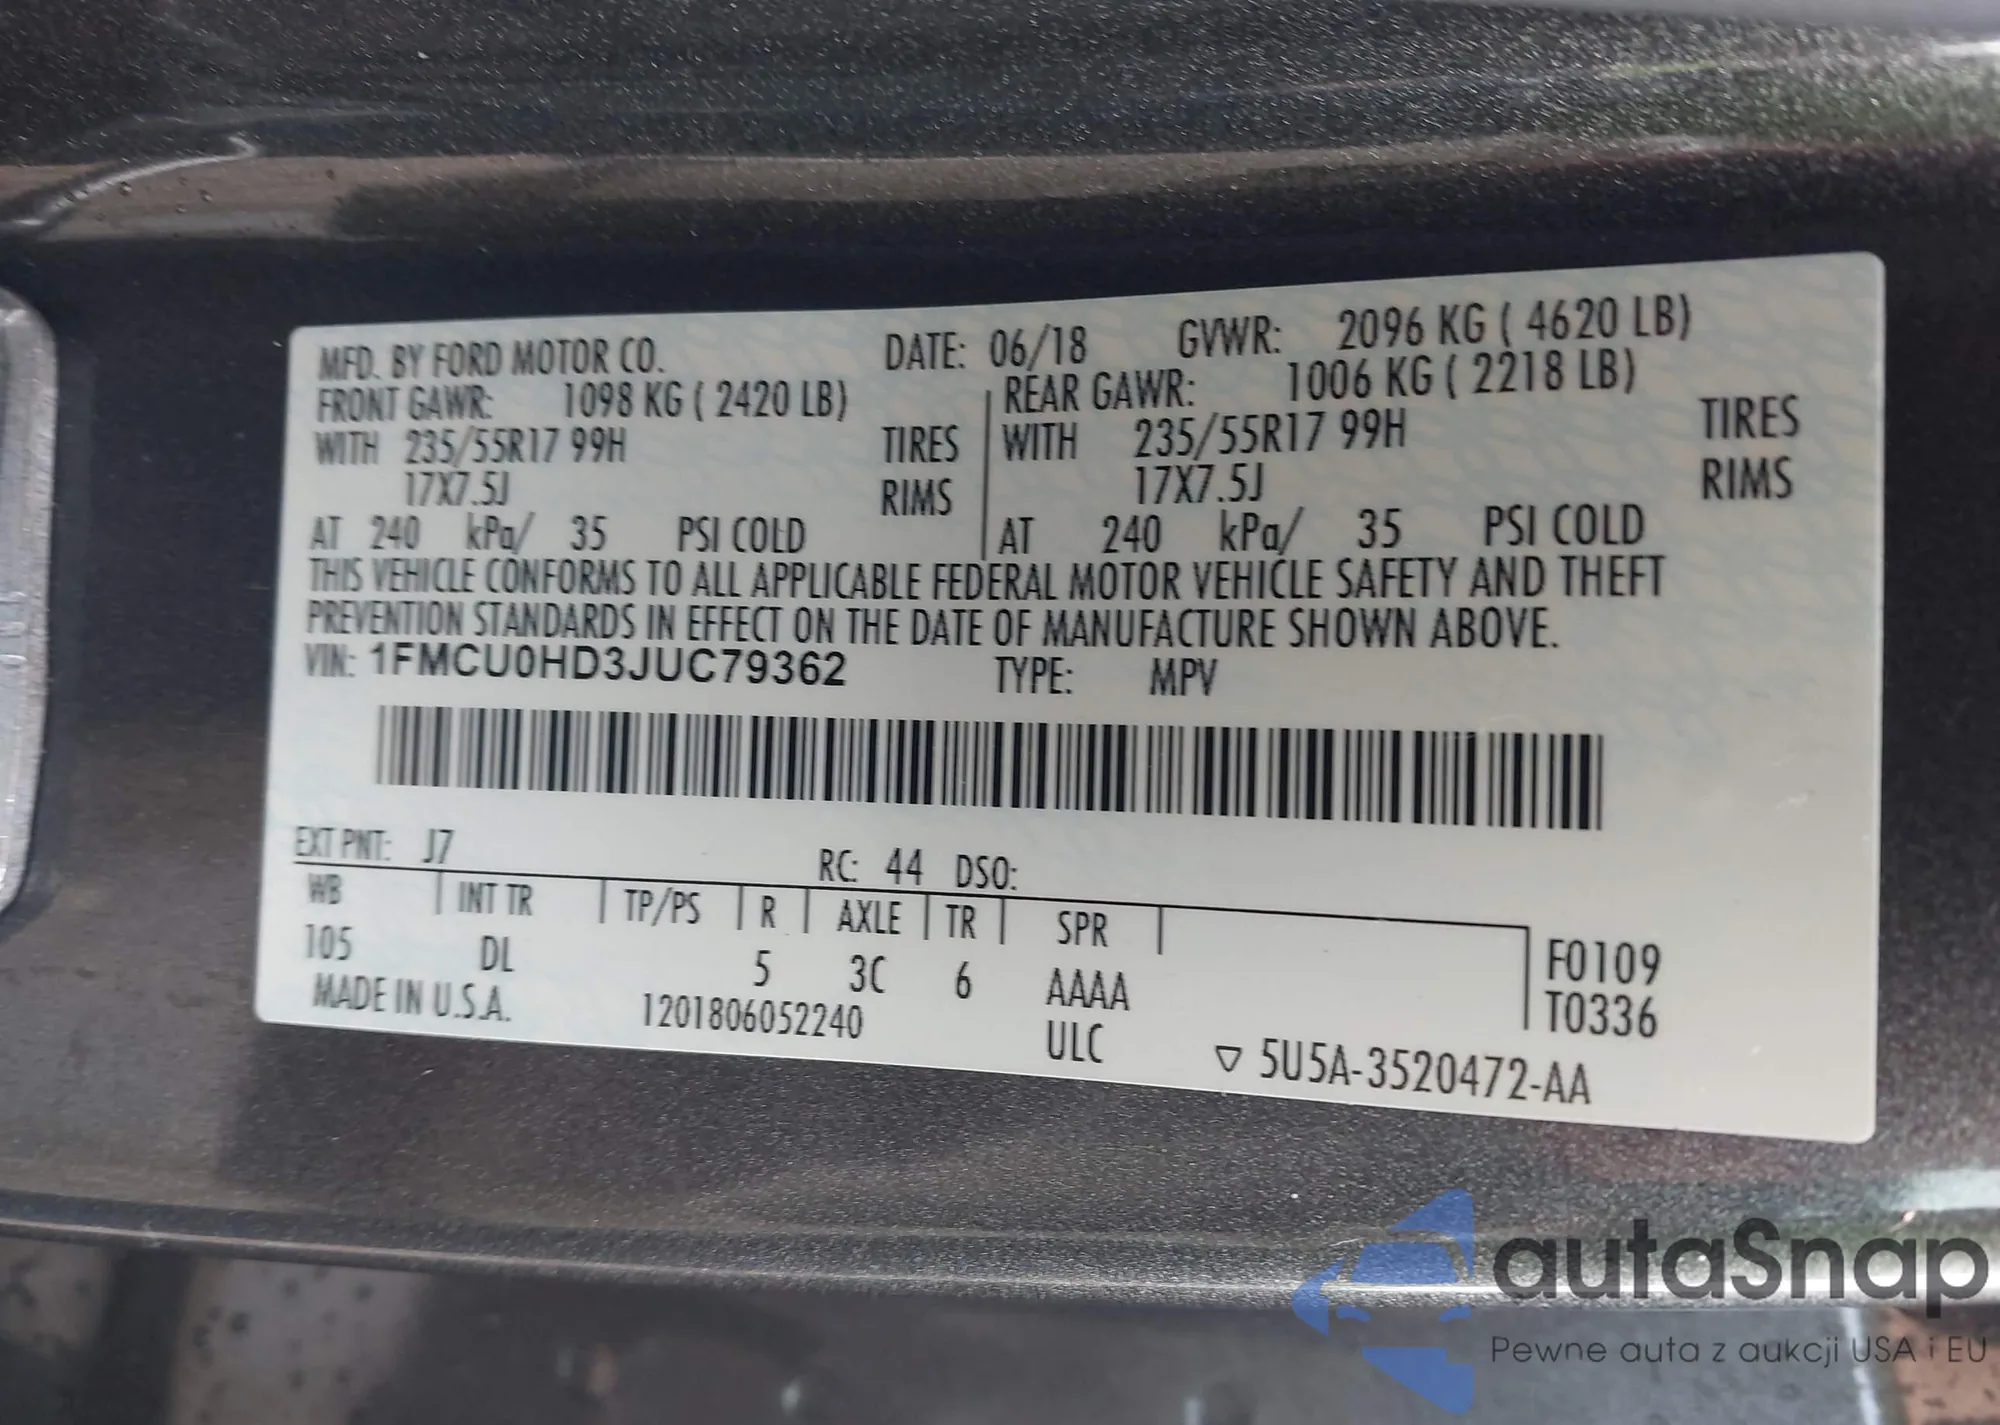 MFD. BY FORD MOTOR CO. DATE: 06/18 GVWR: 2096 KG ( 4620 LB)
FRONT GAWR: 1098 KG ( 2420 LB) REAR GAWR: 1006 KG ( 2218 LB)
WITH 235/55R17 99H TIRES WITH 235/55R17 99H TIRES
17X7.5J RIMS 17X7.5J RIMS
AT 240 kPa/ 35 PSI COLD AT 240 kPa/ 35 PSI COLD
THIS VEHICLE CONFORMS TO ALL APPLICABLE FEDERAL MOTOR VEHICLE SAFETY AND THEFT
PREVENTION STANDARDS IN EFFECT ON THE DATE OF MANUFACTURE SHOWN ABOVE.
VIN: 1FMCU0HD3JUC79362 TYPE: MPV
EXT PNT: J7 RC: 44 DSO:
WB INT TR TP/PS R AXLE TR SPR
105 DL 5 3C 6 AAAA F0109
MADE IN U.S.A. 1201806052240 ULC T0336
▽ 5U5A-3520472-AA
autaSnap
Pewne auta z aukcji USA i EU